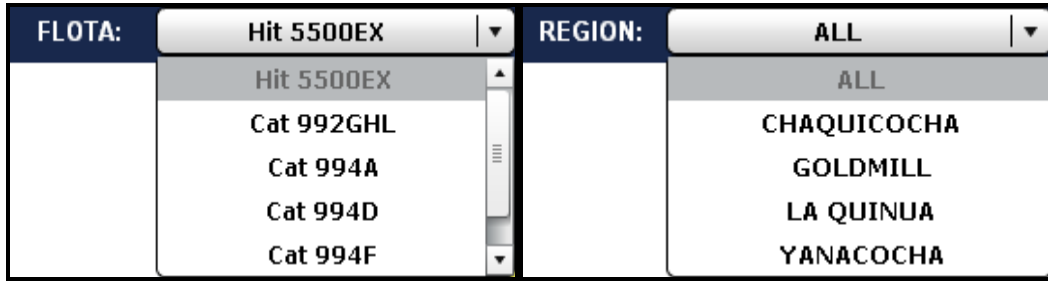 FLOTA: Hit 5500EX
Hit 5500EX
Cat 992GHL
Cat 994A
Cat 994D
Cat 994F
REGION: ALL
ALL
CHAQUICOCHA
GOLDMILL
LA QUINUA
YANACOCHA